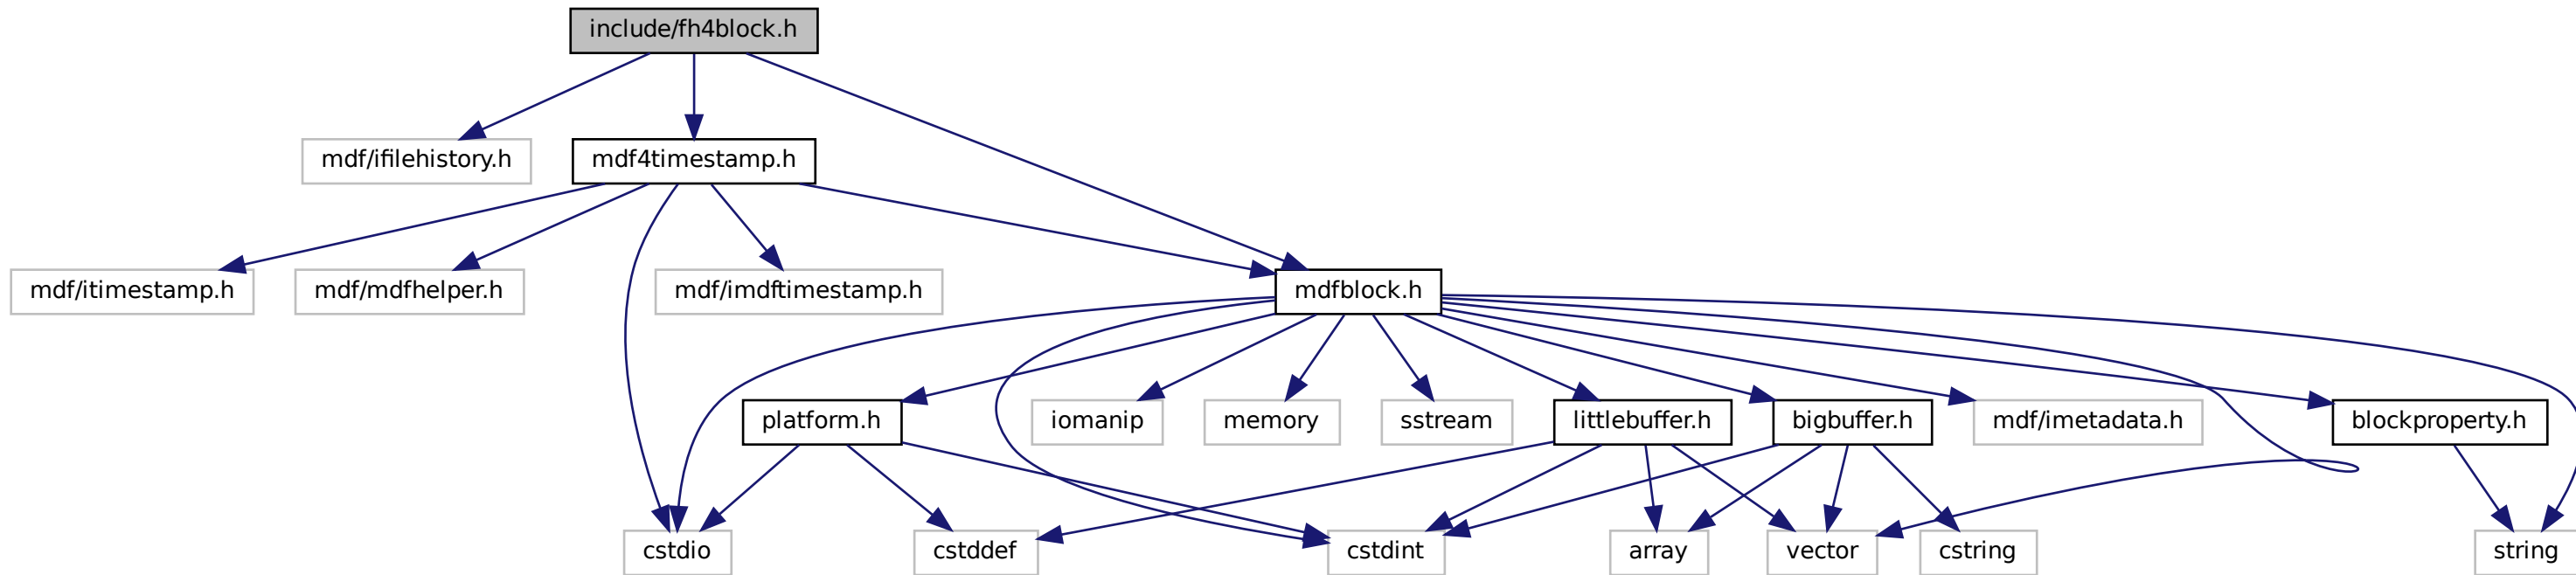 include/fh4block.h
mdf/ifilehistory.h
mdf4timestamp.h
mdf/itimestamp.h
mdf/mdfhelper.h
mdf/imdftimestamp.h
mdfblock.h
platform.h
iomanip
memory
sstream
littlebuffer.h
bigbuffer.h
mdf/imetadata.h
blockproperty.h
cstdio
cstddef
cstdint
array
vector
cstring
string